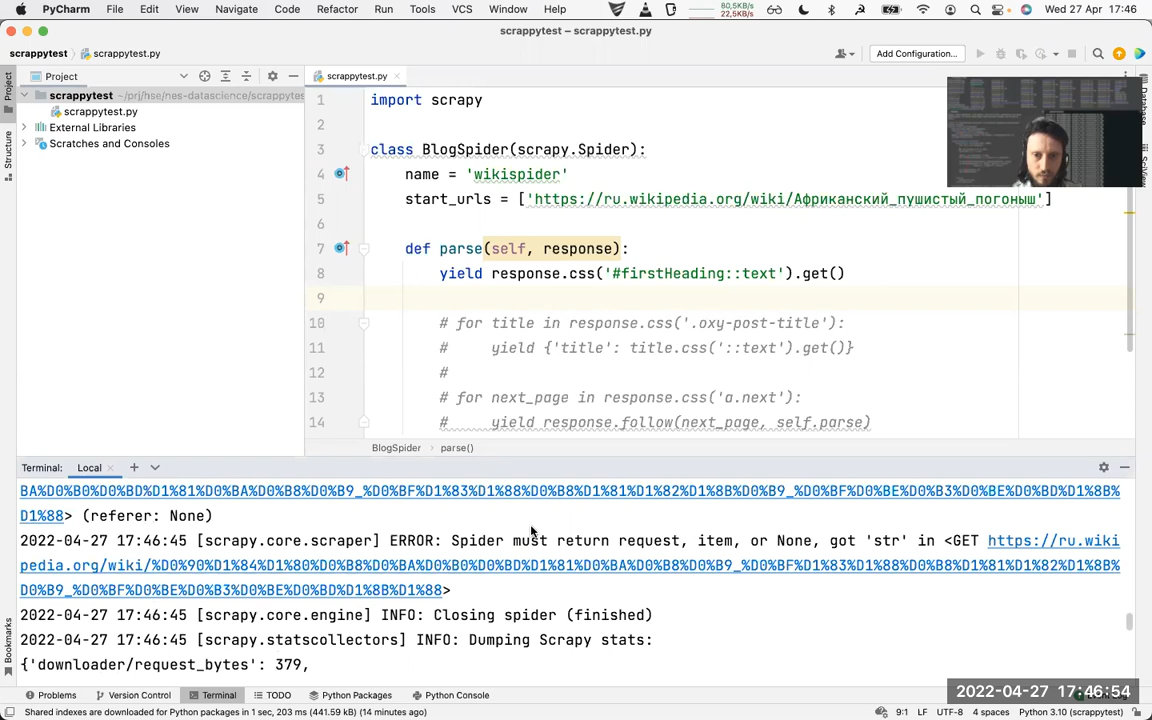 PyCharm File Edit View Navigate Code Refactor Run Tools VCS Window Help 80,5KB/s 22,5KB/s Wed 27 Apr 17:46
scrappytest – scrappytest.py
scrappytest scrappytest.py Add Configuration...
Project Project scrappytest.py
scrappytest ~/prj/hse/nes-datascience/scrappytes
scrappytest.py
External Libraries
Scratches and Consoles
Structure
Bookmarks
Database
SciView
1 import scrapy
2
3 class BlogSpider(scrapy.Spider):
4 name = 'wikispider'
5 start_urls = ['https://ru.wikipedia.org/wiki/Африканский_пушистый_погоныш']
6
7 def parse(self, response):
8 yield response.css('#firstHeading::text').get()
9
10 # for title in response.css('.oxy-post-title'):
11 # yield {'title': title.css('::text').get()}
12 #
13 # for next_page in response.css('a.next'):
14 # yield response.follow(next_page, self.parse)
BlogSpider › parse()
Terminal: Local
BA%D0%B0%D0%BD%D1%81%D0%BA%D0%B8%D0%B9_%D0%BF%D1%83%D1%88%D0%B8%D1%81%D1%82%D1%8B%D0%B9_%D0%BF%D0%BE%D0%B3%D0%BE%D0%BD%D1%8B%
D1%88> (referer: None)
2022-04-27 17:46:45 [scrapy.core.scraper] ERROR: Spider must return request, item, or None, got 'str' in <GET https://ru.wiki
pedia.org/wiki/%D0%90%D1%84%D1%80%D0%B8%D0%BA%D0%B0%D0%BD%D1%81%D0%BA%D0%B8%D0%B9_%D0%BF%D1%83%D1%88%D0%B8%D1%81%D1%82%D1%8B%
D0%B9_%D0%BF%D0%BE%D0%B3%D0%BE%D0%BD%D1%8B%D1%88>
2022-04-27 17:46:45 [scrapy.core.engine] INFO: Closing spider (finished)
2022-04-27 17:46:45 [scrapy.statscollectors] INFO: Dumping Scrapy stats:
{'downloader/request_bytes': 379,
Problems Version Control Terminal TODO Python Packages Python Console
2022-04-27 17:46:54
Shared indexes are downloaded for Python packages in 1 sec, 203 ms (441.59 kB) (14 minutes ago) 9:1 LF UTF-8 4 spaces Python 3.10 (scrappytest)